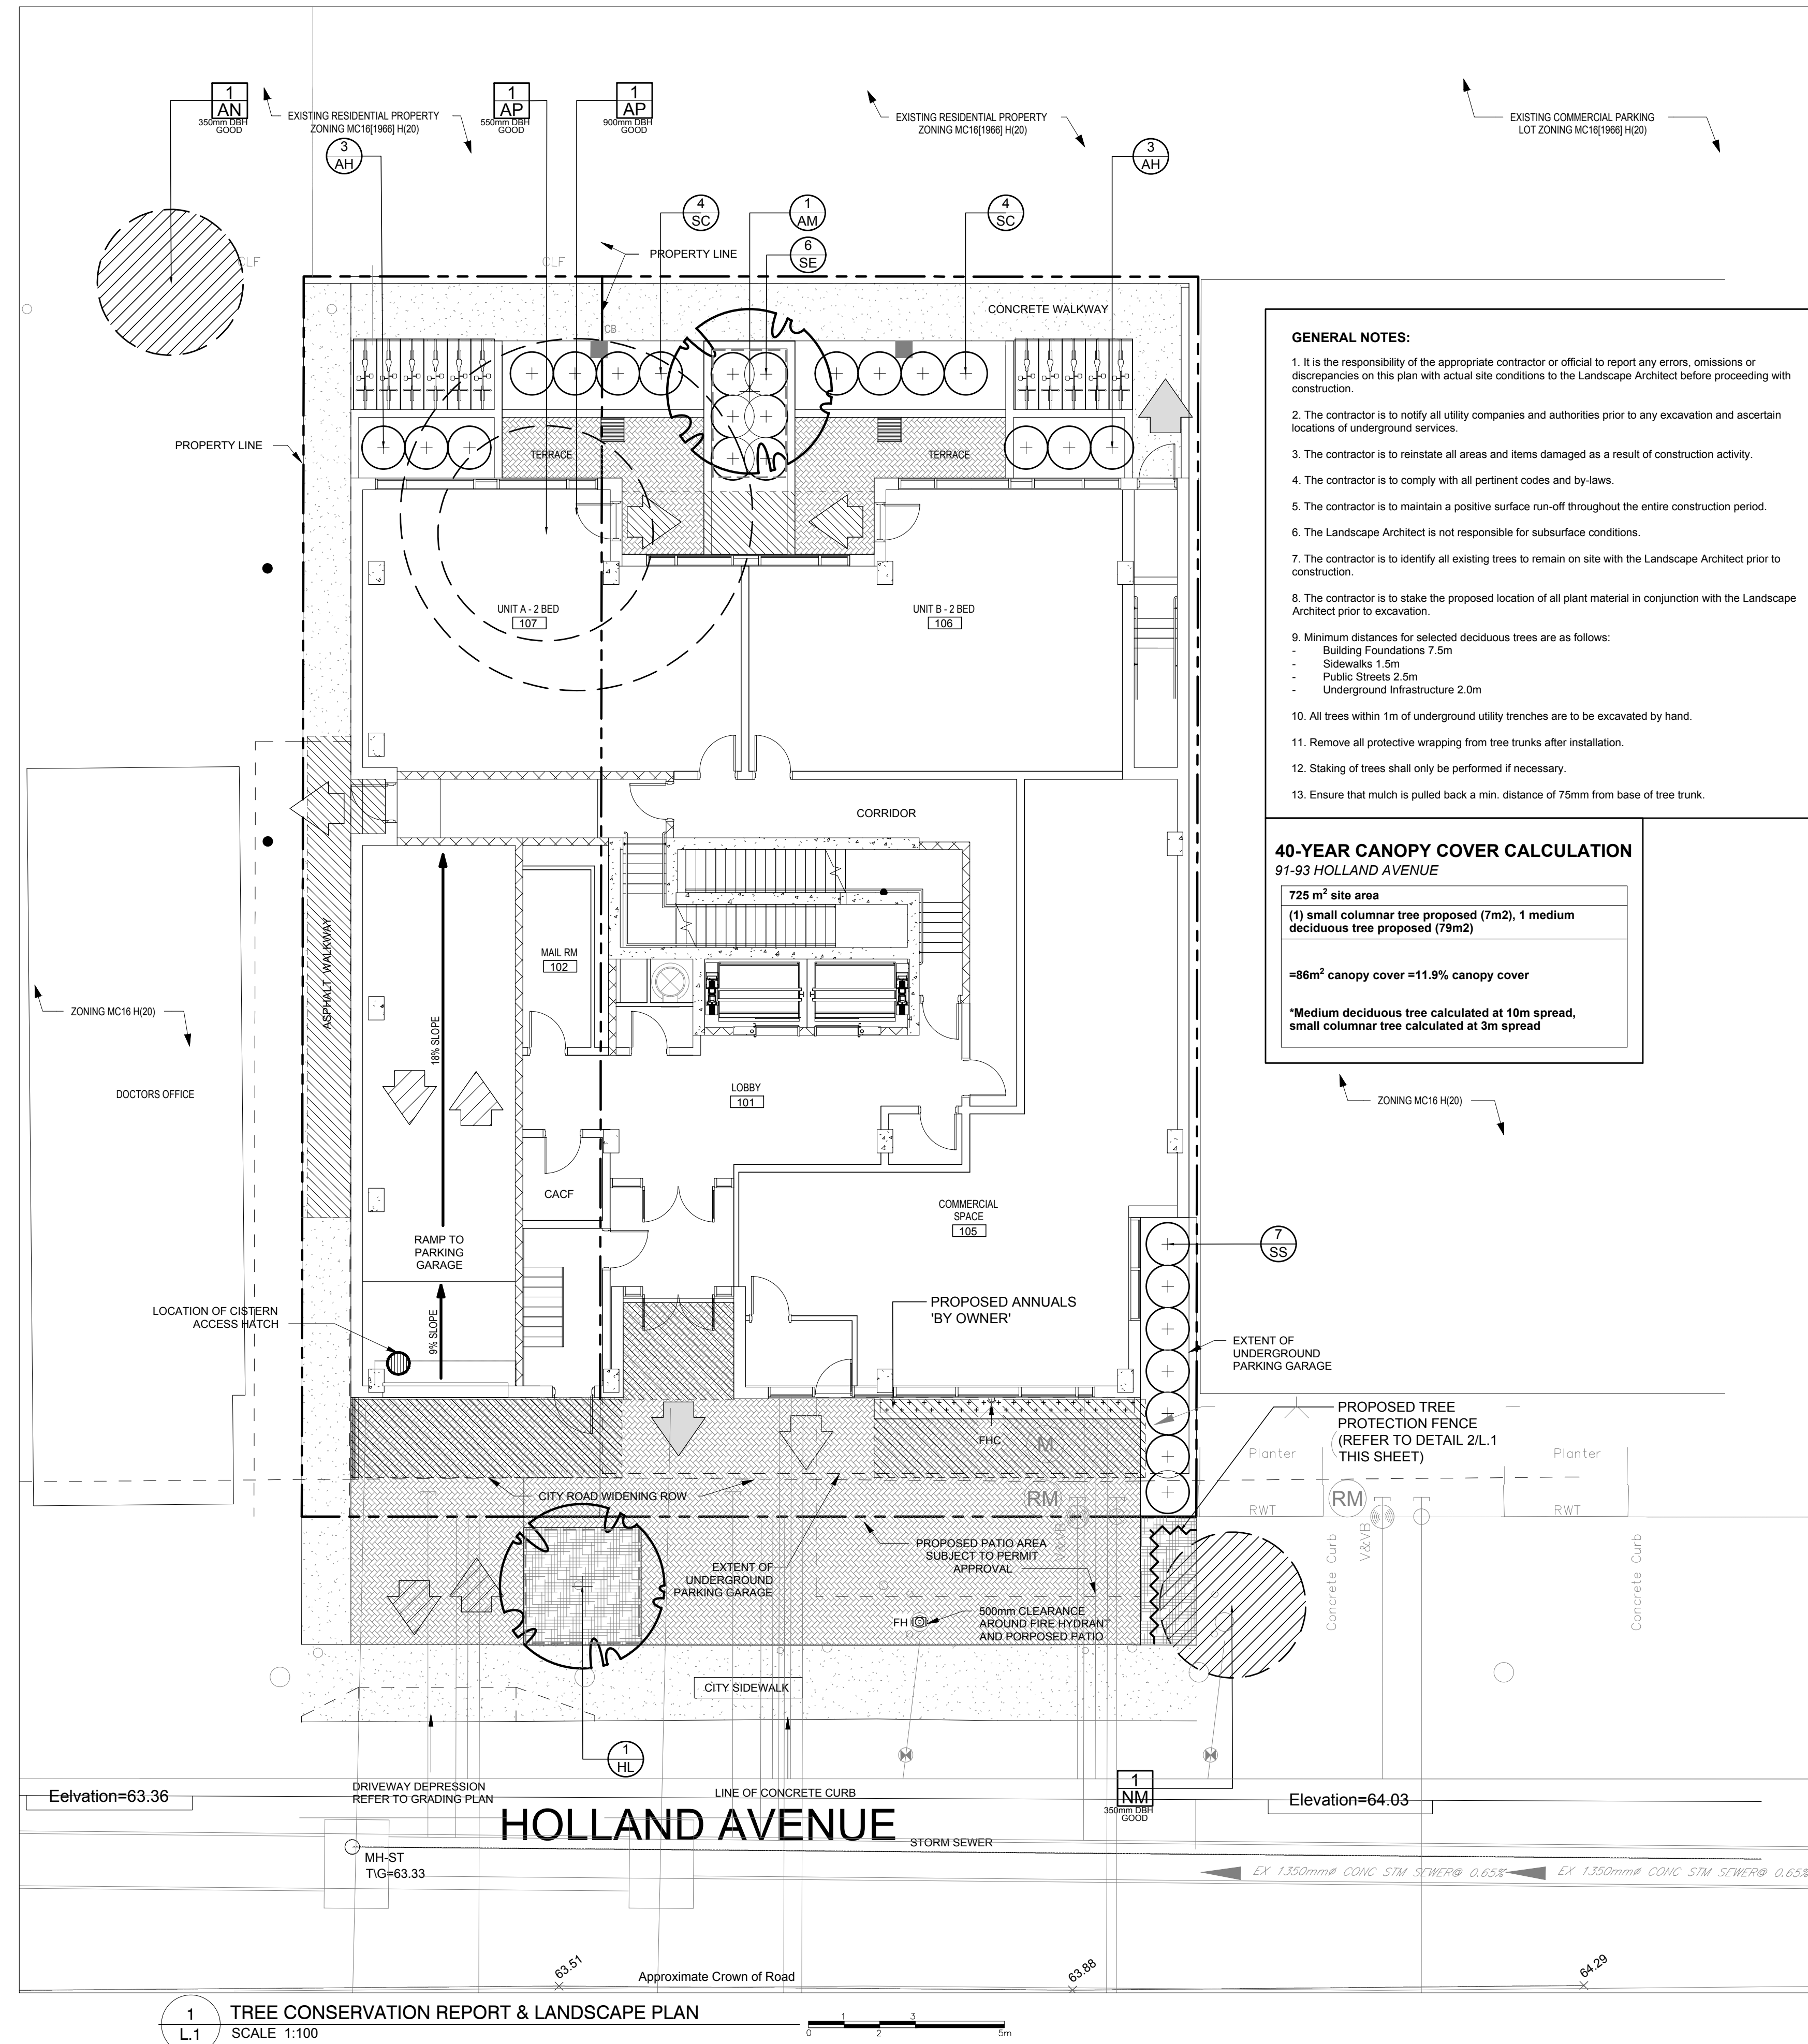 1
AN
350mm DBH
GOOD
EXISTING RESIDENTIAL PROPERTY
ZONING MC16[1966] H(20)
1
AP
550mm DBH
GOOD
1
AP
900mm DBH
GOOD
EXISTING RESIDENTIAL PROPERTY
ZONING MC16[1966] H(20)
EXISTING COMMERCIAL PARKING
LOT ZONING MC16[1966] H(20)
3
AH
3
AH
4
SC
1
AM
4
SC
6
SE
PROPERTY LINE
CLF
CLF
CB
CONCRETE WALKWAY
PROPERTY LINE
TERRACE
TERRACE
UNIT A - 2 BED
107
UNIT B - 2 BED
106
GENERAL NOTES:
1. It is the responsibility of the appropriate contractor or official to report any errors, omissions or
discrepancies on this plan with actual site conditions to the Landscape Architect before proceeding with
construction.
2. The contractor is to notify all utility companies and authorities prior to any excavation and ascertain
locations of underground services.
3. The contractor is to reinstate all areas and items damaged as a result of construction activity.
4. The contractor is to comply with all pertinent codes and by-laws.
5. The contractor is to maintain a positive surface run-off throughout the entire construction period.
6. The Landscape Architect is not responsible for subsurface conditions.
7. The contractor is to identify all existing trees to remain on site with the Landscape Architect prior to
construction.
8. The contractor is to stake the proposed location of all plant material in conjunction with the Landscape
Architect prior to excavation.
9. Minimum distances for selected deciduous trees are as follows:
- Building Foundations 7.5m
- Sidewalks 1.5m
- Public Streets 2.5m
- Underground Infrastructure 2.0m
10. All trees within 1m of underground utility trenches are to be excavated by hand.
11. Remove all protective wrapping from tree trunks after installation.
12. Staking of trees shall only be performed if necessary.
13. Ensure that mulch is pulled back a min. distance of 75mm from base of tree trunk.
40-YEAR CANOPY COVER CALCULATION
91-93 HOLLAND AVENUE
725 m² site area
(1) small columnar tree proposed (7m2), 1 medium
deciduous tree proposed (79m2)
=86m² canopy cover =11.9% canopy cover
*Medium deciduous tree calculated at 10m spread,
small columnar tree calculated at 3m spread
CORRIDOR
MAIL RM
102
ASPHALT WALKWAY
ZONING MC16 H(20)
DOCTORS OFFICE
18% SLOPE
LOBBY
101
ZONING MC16 H(20)
CACF
COMMERCIAL
SPACE
105
RAMP TO
PARKING
GARAGE
7
SS
LOCATION OF CISTERN
ACCESS HATCH
9% SLOPE
PROPOSED ANNUALS
'BY OWNER'
EXTENT OF
UNDERGROUND
PARKING GARAGE
PROPOSED TREE
PROTECTION FENCE
(REFER TO DETAIL 2/L.1
THIS SHEET)
FHC
M
Planter
Planter
CITY ROAD WIDENING ROW
RM
RM
RWT
RWT
V&VB
V&VB
Concrete Curb
Concrete Curb
PROPOSED PATIO AREA
SUBJECT TO PERMIT
APPROVAL
EXTENT OF
UNDERGROUND
PARKING GARAGE
FH
500mm CLEARANCE
AROUND FIRE HYDRANT
AND PORPOSED PATIO
CITY SIDEWALK
1
HL
Eelvation=63.36
DRIVEWAY DEPRESSION
REFER TO GRADING PLAN
LINE OF CONCRETE CURB
1
NM
350mm DBH
GOOD
Elevation=64.03
HOLLAND AVENUE
STORM SEWER
MH-ST
T\G=63.33
EX 1350mmø CONC STM SEWER@ 0.65%
EX 1350mmø CONC STM SEWER@ 0.65%
63.51
Approximate Crown of Road
63.88
64.29
1
L.1
TREE CONSERVATION REPORT & LANDSCAPE PLAN
SCALE 1:100
0 1 2 3 5m